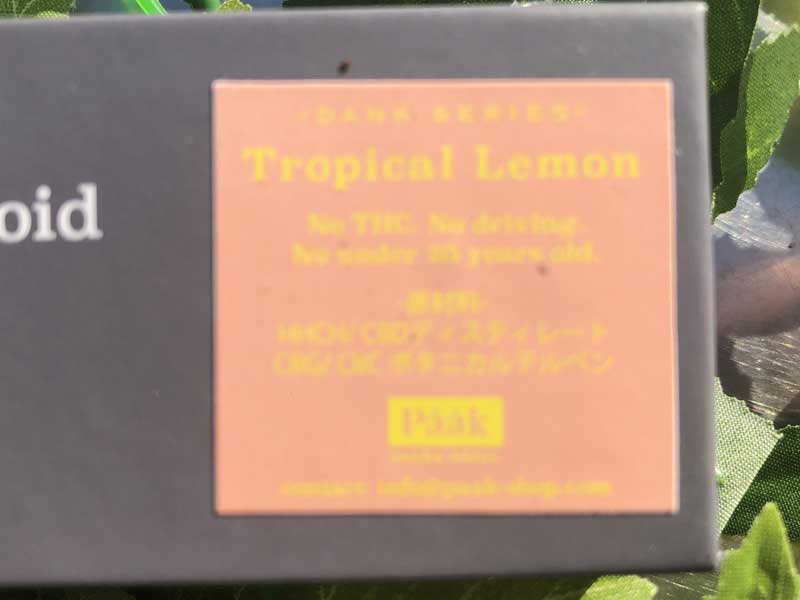 oid
DANK SERIES
Tropical Lemon
No THC. No driving.
No under 20 years old.
原材料
HHCH/ CBDディスティレート
CBG/ CBC ボタニカルテルペン
Pääk
contact: info@paak-shop.com